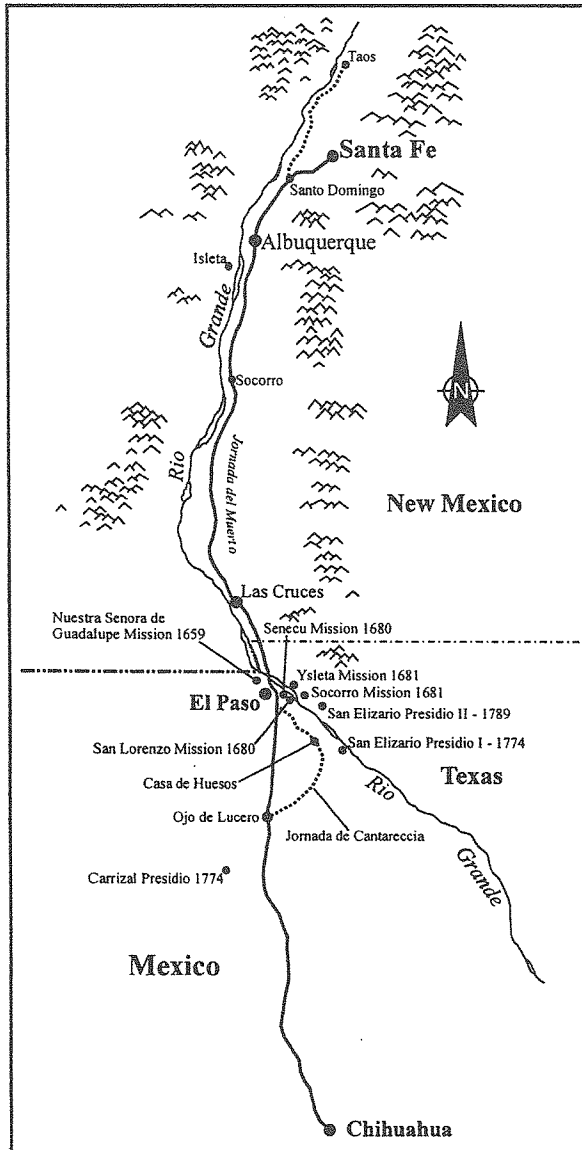 Taos
Santa Fe
Santo Domingo
Albuquerque
Isleta
Grande
Socorro
N
Rio
Jornada del Muerto
New Mexico
Las Cruces
Nuestra Senora de
Guadalupe Mission 1659
Senecu Mission 1680
Ysleta Mission 1681
El Paso
Socorro Mission 1681
San Elizario Presidio II - 1789
San Lorenzo Mission 1680
San Elizario Presidio I - 1774
Casa de Huesos
Texas
Rio
Ojo de Lucero
Jornada de Cantareccia
Grande
Carrizal Presidio 1774
Mexico
Chihuahua